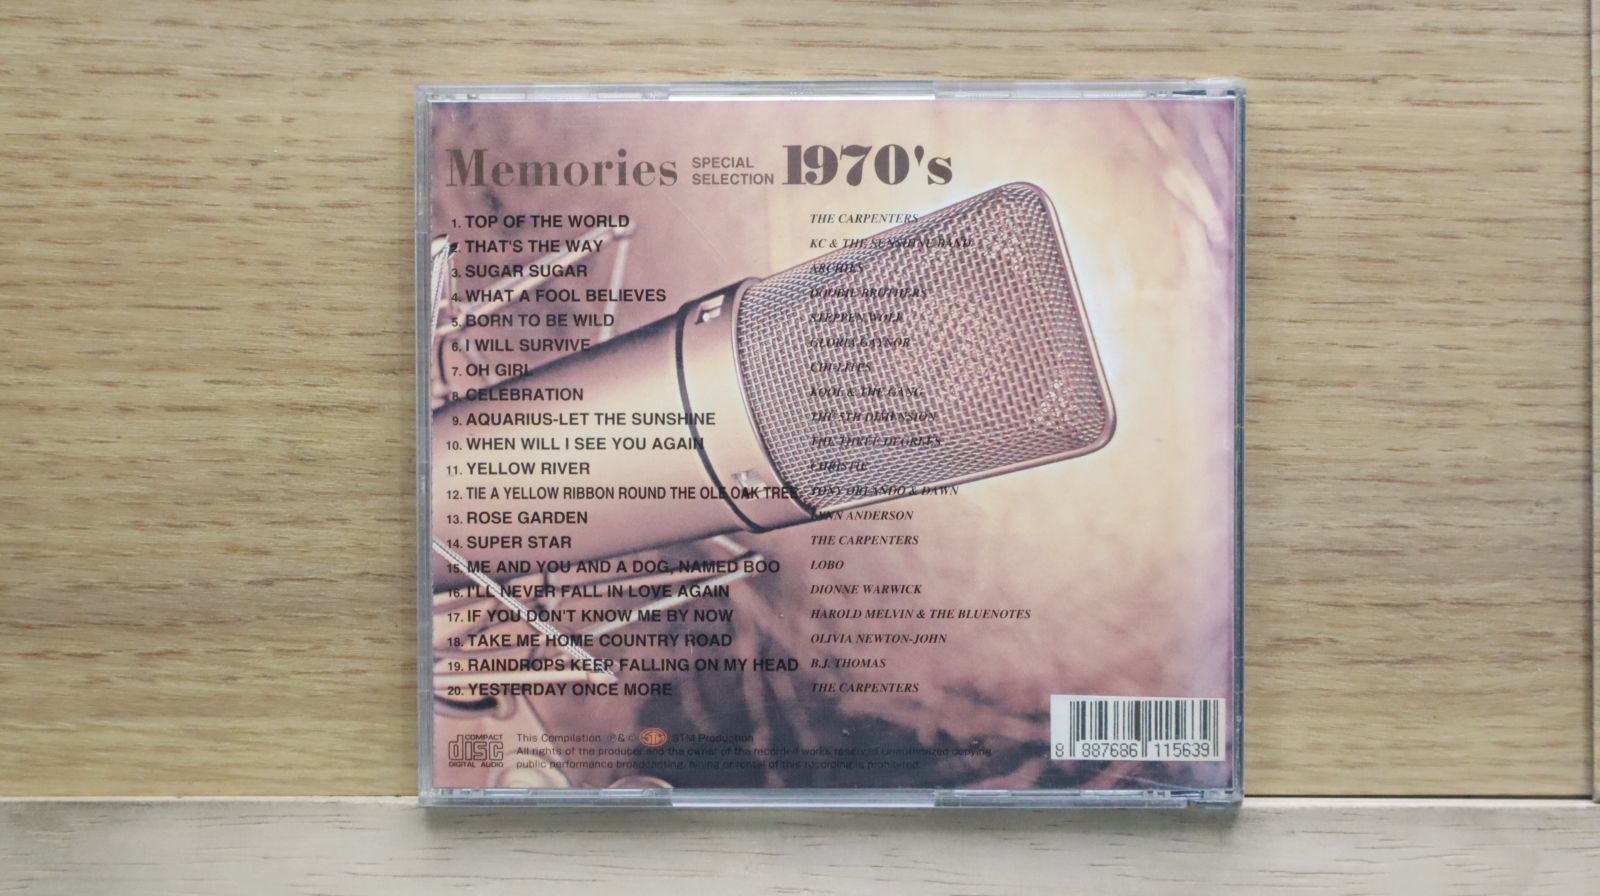 Memories SPECIAL SELECTION 1970's
1. TOP OF THE WORLD THE CARPENTERS
2. THAT'S THE WAY KC & THE SUNSHINE BAND
3. SUGAR SUGAR ARCHIES
4. WHAT A FOOL BELIEVES DOOBIE BROTHERS
5. BORN TO BE WILD STEPPEN WOLF
6. I WILL SURVIVE GLORIA GAYNOR
7. OH GIRL CHI-LITES
8. CELEBRATION KOOL & THE GANG
9. AQUARIUS-LET THE SUNSHINE THE 5TH DIMENSION
10. WHEN WILL I SEE YOU AGAIN THE THREE DEGREES
11. YELLOW RIVER CHRISTIE
12. TIE A YELLOW RIBBON ROUND THE OLE OAK TREE TONY ORLANDO & DAWN
13. ROSE GARDEN LYNN ANDERSON
14. SUPER STAR THE CARPENTERS
15. ME AND YOU AND A DOG, NAMED BOO LOBO
16. I'LL NEVER FALL IN LOVE AGAIN DIONNE WARWICK
17. IF YOU DON'T KNOW ME BY NOW HAROLD MELVIN & THE BLUENOTES
18. TAKE ME HOME COUNTRY ROAD OLIVIA NEWTON-JOHN
19. RAINDROPS KEEP FALLING ON MY HEAD B.J. THOMAS
20. YESTERDAY ONCE MORE THE CARPENTERS
COMPACT disc DIGITAL AUDIO
This Compilation ℗ & © STM STM Production
All rights of the producer and the owner of the recorded works reserved Unauthorized copying,
public performance broadcasting, hiring or rental of this recording is prohibited.
8 887686 115639